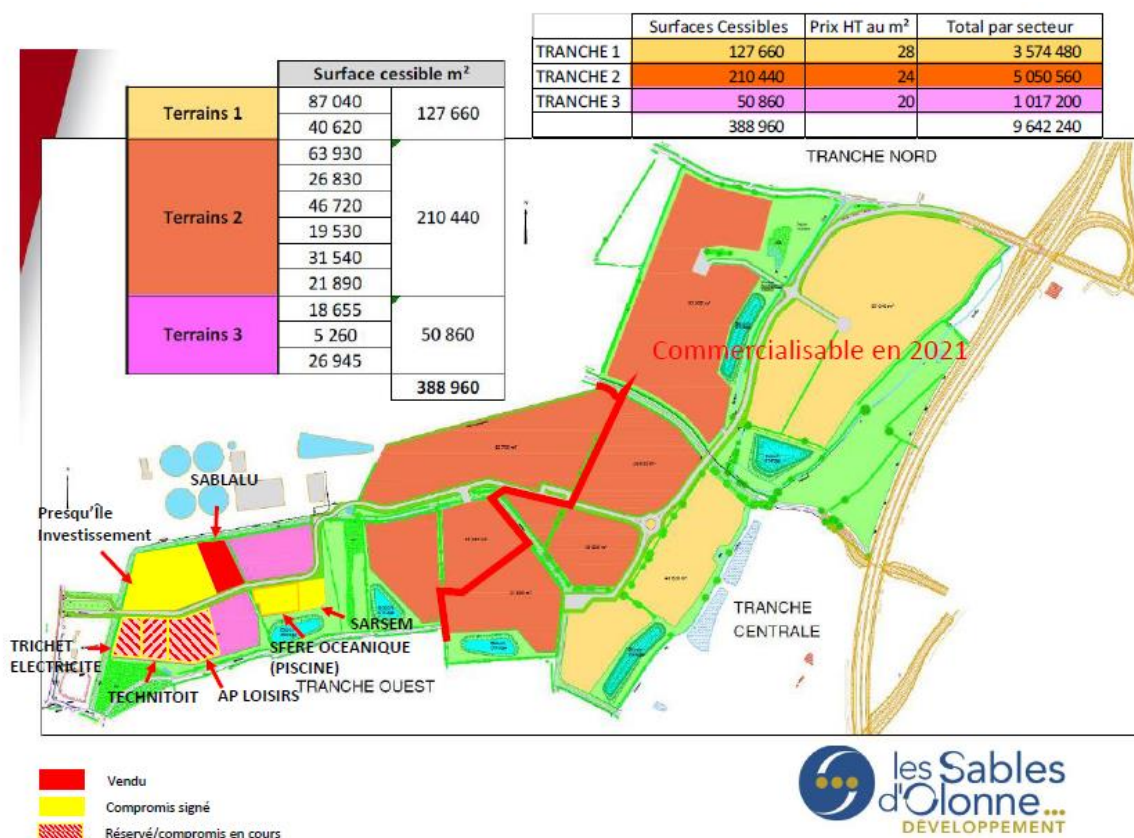 Surfaces Cessibles Prix HT au m² Total par secteur
TRANCHE 1 127 660 28 3 574 480
TRANCHE 2 210 440 24 5 050 560
TRANCHE 3 50 860 20 1 017 200
388 960 9 642 240
Surface cessible m²
Terrains 1
87 040
40 620
127 660
Terrains 2
63 930
26 830
46 720
19 530
31 540
21 890
210 440
Terrains 3
18 655
5 260
26 945
50 860
388 960
TRANCHE NORD
Commercialisable en 2021
SABLALU
Presqu'Île
Investissement
TRICHET
ELECTRICITE
TECHNITOIT
AP LOISIRS
SFERE OCEANIQUE
(PISCINE)
SARSEM
TRANCHE OUEST
TRANCHE
CENTRALE
Vendu
Compromis signé
Réservé/compromis en cours
les Sables
d'Olonne...
DÉVELOPPEMENT